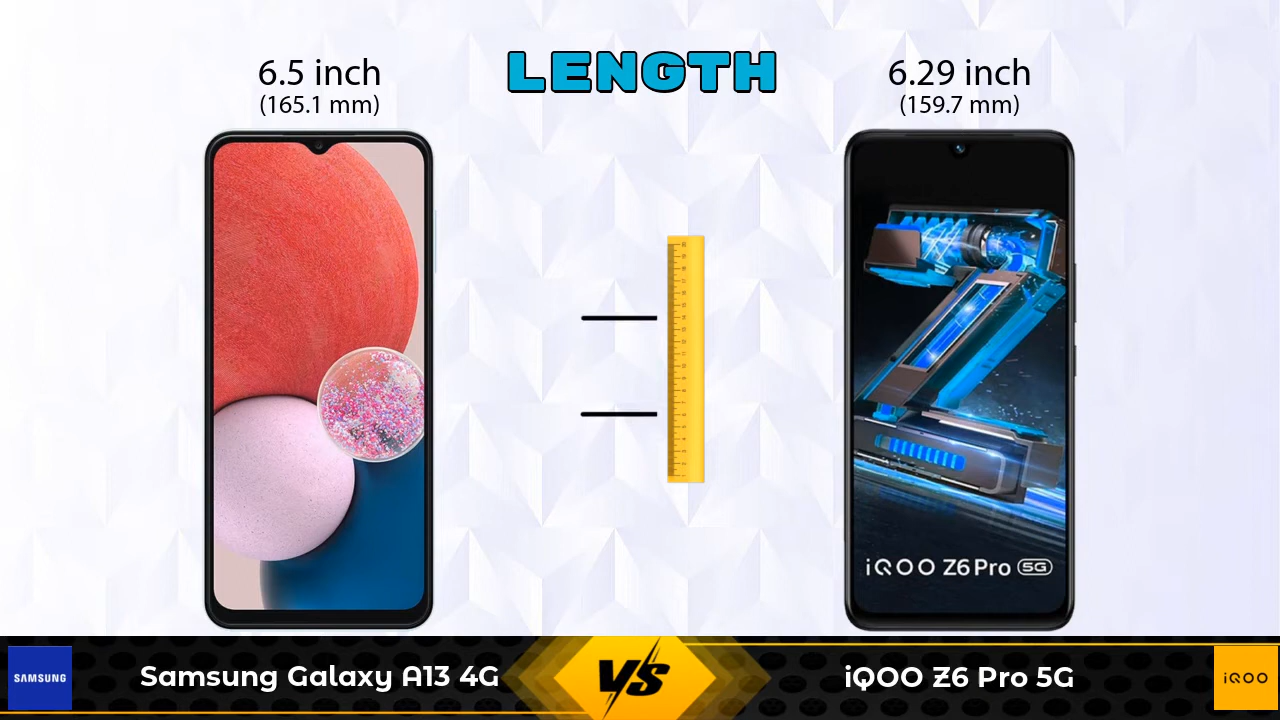 LENGTH
6.5 inch
(165.1 mm)
6.29 inch
(159.7 mm)
iQOO Z6 Pro 5G
SAMSUNG
Samsung Galaxy A13 4G
VS
iQOO Z6 Pro 5G
iQOO